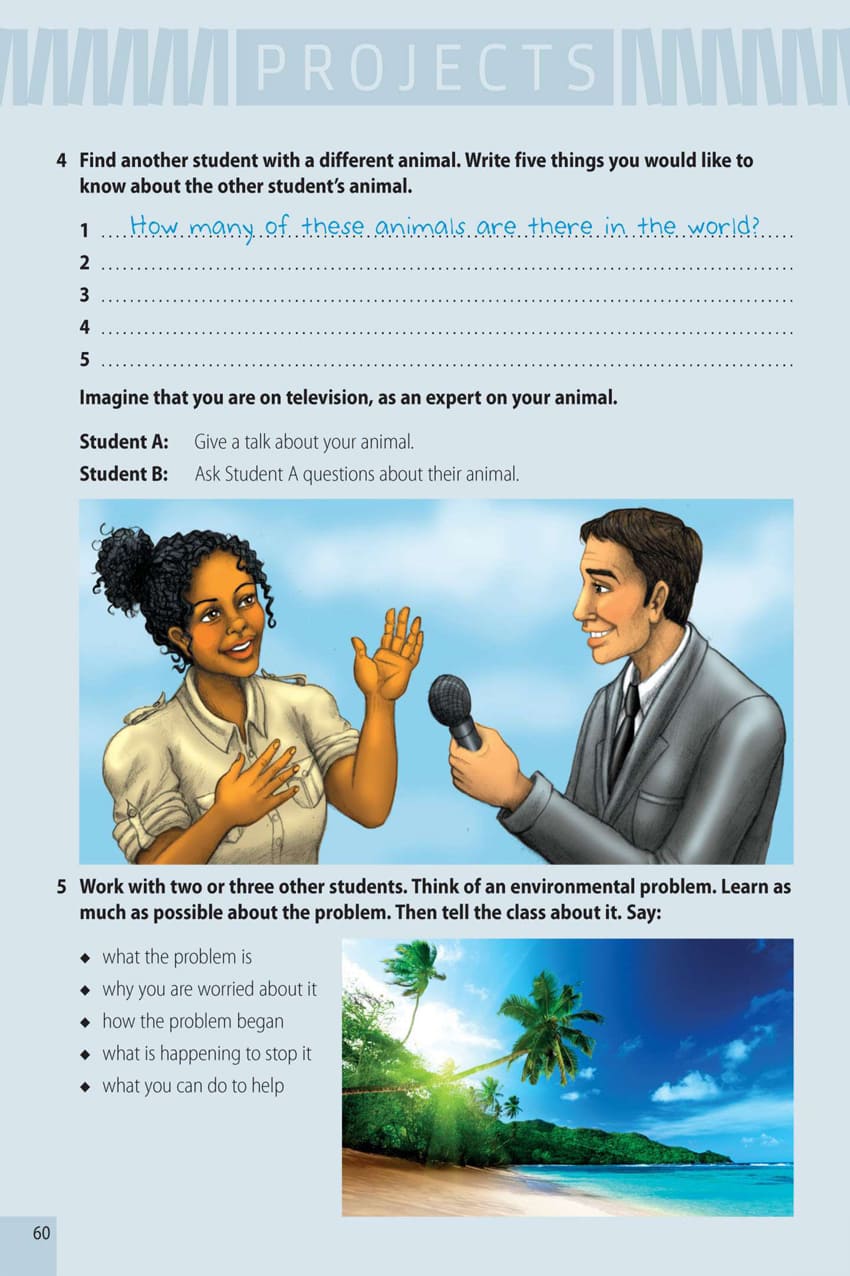 PROJECTS
4 Find another student with a different animal. Write five things you would like to
know about the other student's animal.
1 How many of these animals are there in the world?
2
3
4
5
Imagine that you are on television, as an expert on your animal.
Student A: Give a talk about your animal.
Student B: Ask Student A questions about their animal.
5 Work with two or three other students. Think of an environmental problem. Learn as
much as possible about the problem. Then tell the class about it. Say:
◆ what the problem is
◆ why you are worried about it
◆ how the problem began
◆ what is happening to stop it
◆ what you can do to help
60